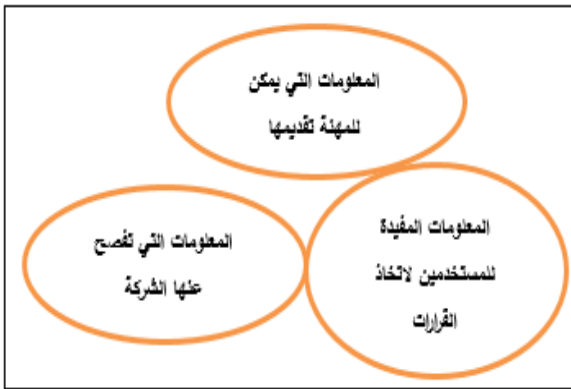 المعلومات التي يمكن
للمهنة تقديمها
المعلومات المفيدة
للمستخدمين لاتخاذ
القرارات
المعلومات التي تفصح
عنها الشركة